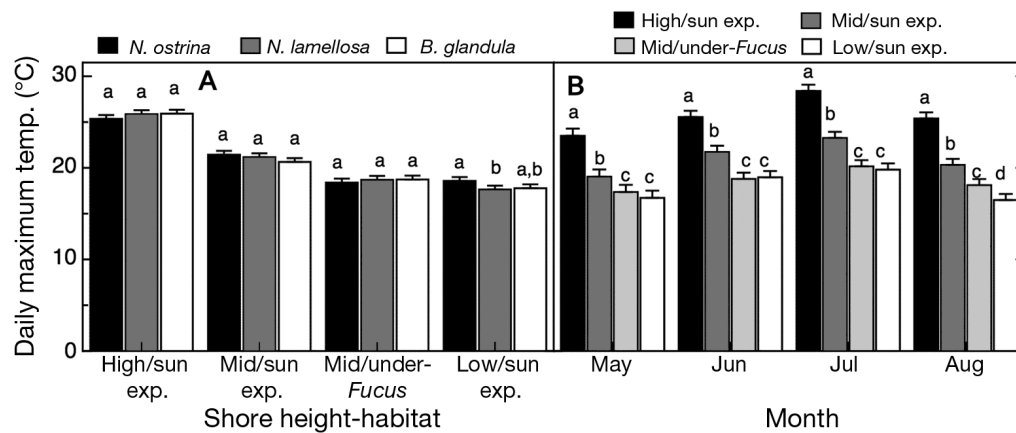 High/sun exp. Mid/sun exp.
N. ostrina N. lamellosa B. glandula Mid/under-Fucus Low/sun exp.
Daily maximum temp. (°C)
30
20
10
0
A
a a a
a a a
a a a
a b a,b
High/sun exp.
Mid/sun exp.
Mid/under-Fucus
Low/sun exp.
Shore height-habitat
B
a b c c
a b c c
a b c c
a b c d
May Jun Jul Aug
Month